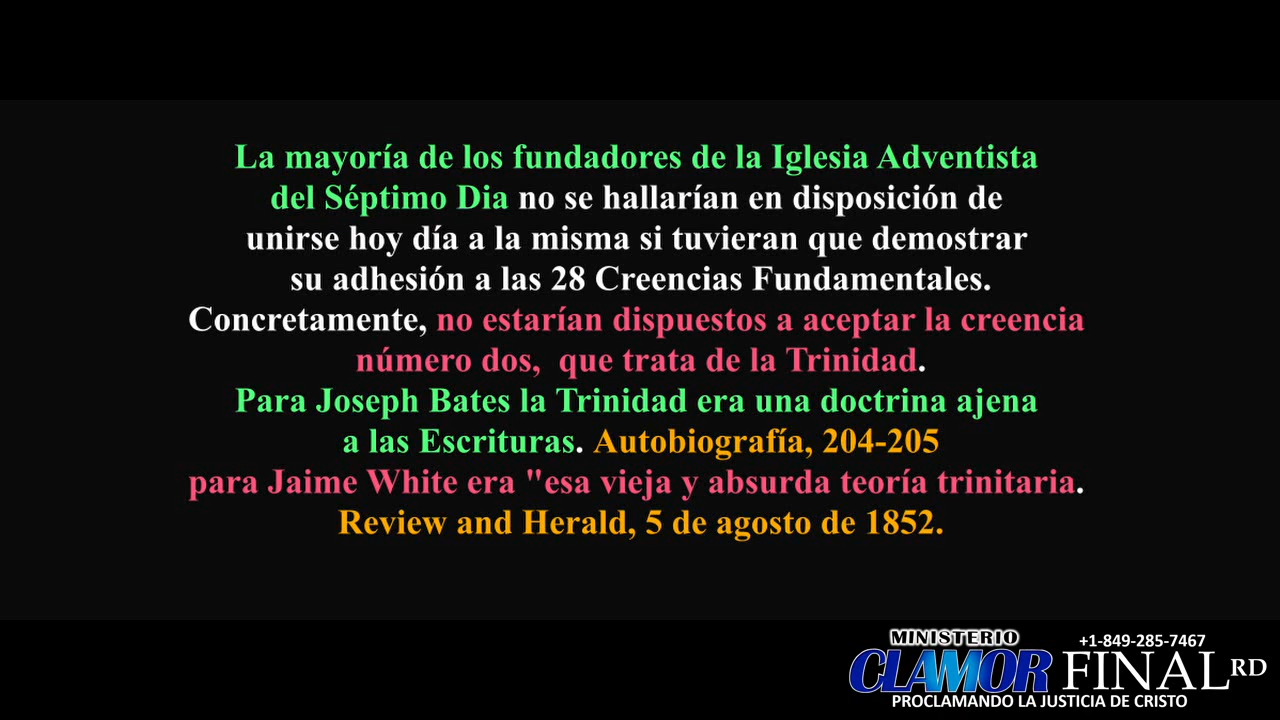 La mayoría de los fundadores de la Iglesia Adventista
del Séptimo Dia no se hallarían en disposición de
unirse hoy día a la misma si tuvieran que demostrar
su adhesión a las 28 Creencias Fundamentales.
Concretamente, no estarían dispuestos a aceptar la creencia
número dos,  que trata de la Trinidad.
Para Joseph Bates la Trinidad era una doctrina ajena
a las Escrituras. Autobiografía, 204-205
para Jaime White era "esa vieja y absurda teoría trinitaria.
Review and Herald, 5 de agosto de 1852.
MINISTERIO
+1-849-285-7467
CLAMOR FINAL RD
PROCLAMANDO LA JUSTICIA DE CRISTO